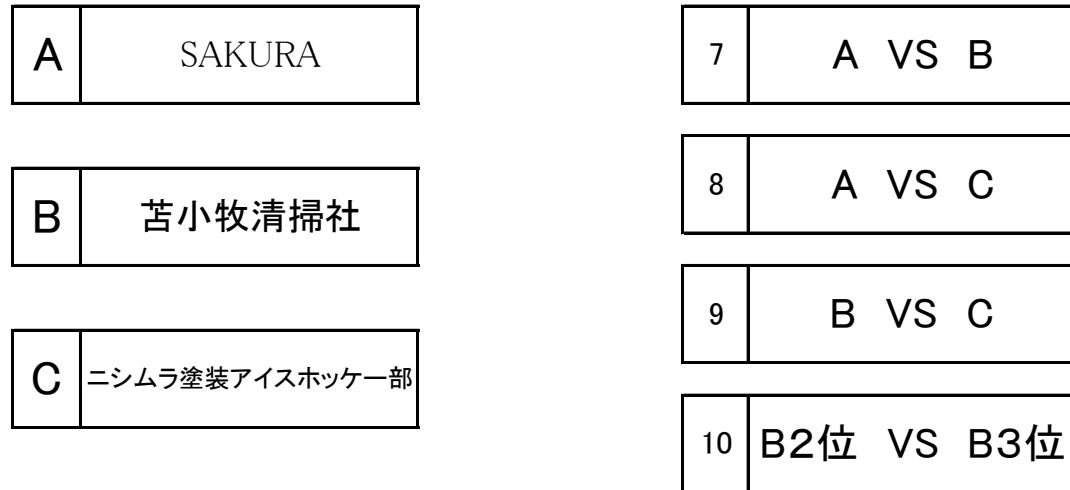 A SAKURA
B 苫小牧清掃社
C ニシムラ塗装アイスホッケー部
7 A VS B
8 A VS C
9 B VS C
10 B2位 VS B3位